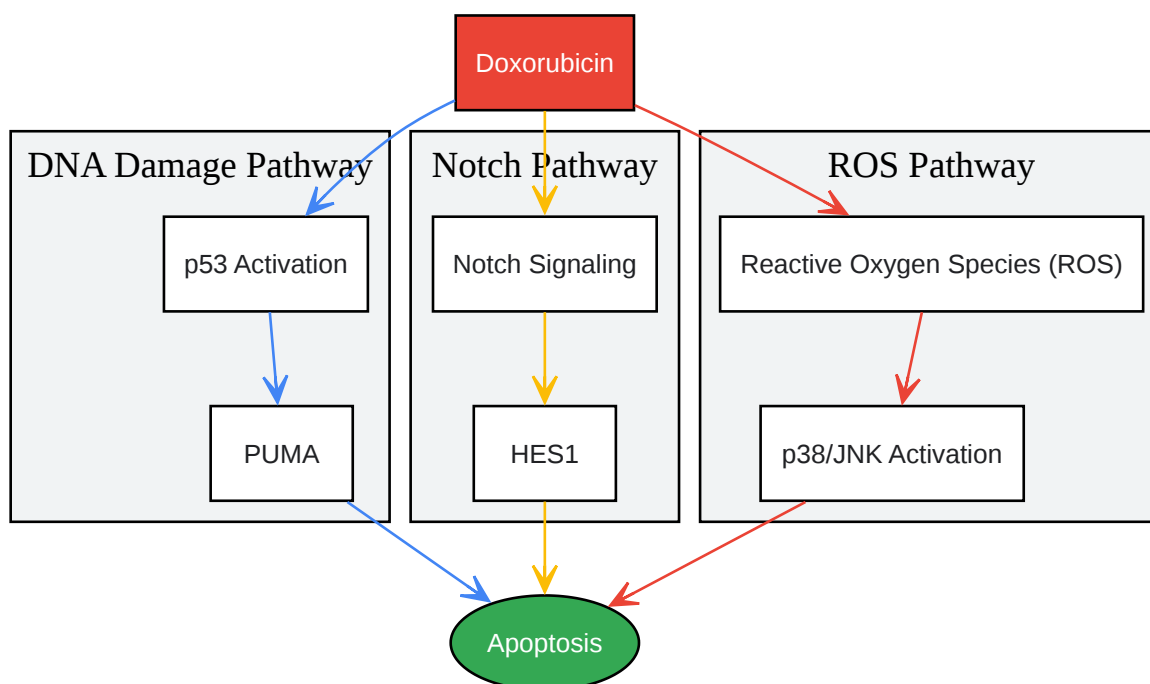 Doxorubicin
DNA Damage Pathway
Notch Pathway
ROS Pathway
p53 Activation
Notch Signaling
Reactive Oxygen Species (ROS)
PUMA
HES1
p38/JNK Activation
Apoptosis